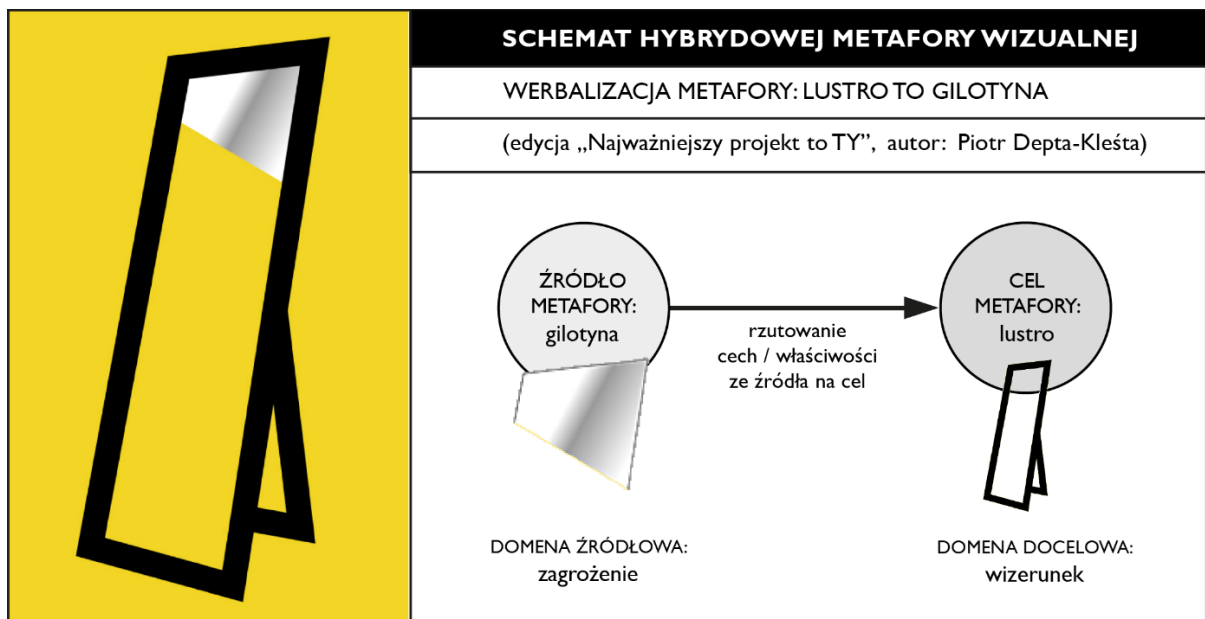 SCHEMAT HYBRYDOWEJ METAFORY WIZUALNEJ
WERBALIZACJA METAFORY: LUSTRO TO GILOTYNA
(edycja „Najważniejszy projekt to TY”, autor: Piotr Depta-Kleśta)
ŹRÓDŁO
METAFORY:
gilotyna
rzutowanie
cech / właściwości
ze źródła na cel
CEL
METAFORY:
lustro
DOMENA ŹRÓDŁOWA:
zagrożenie
DOMENA DOCELOWA:
wizerunek